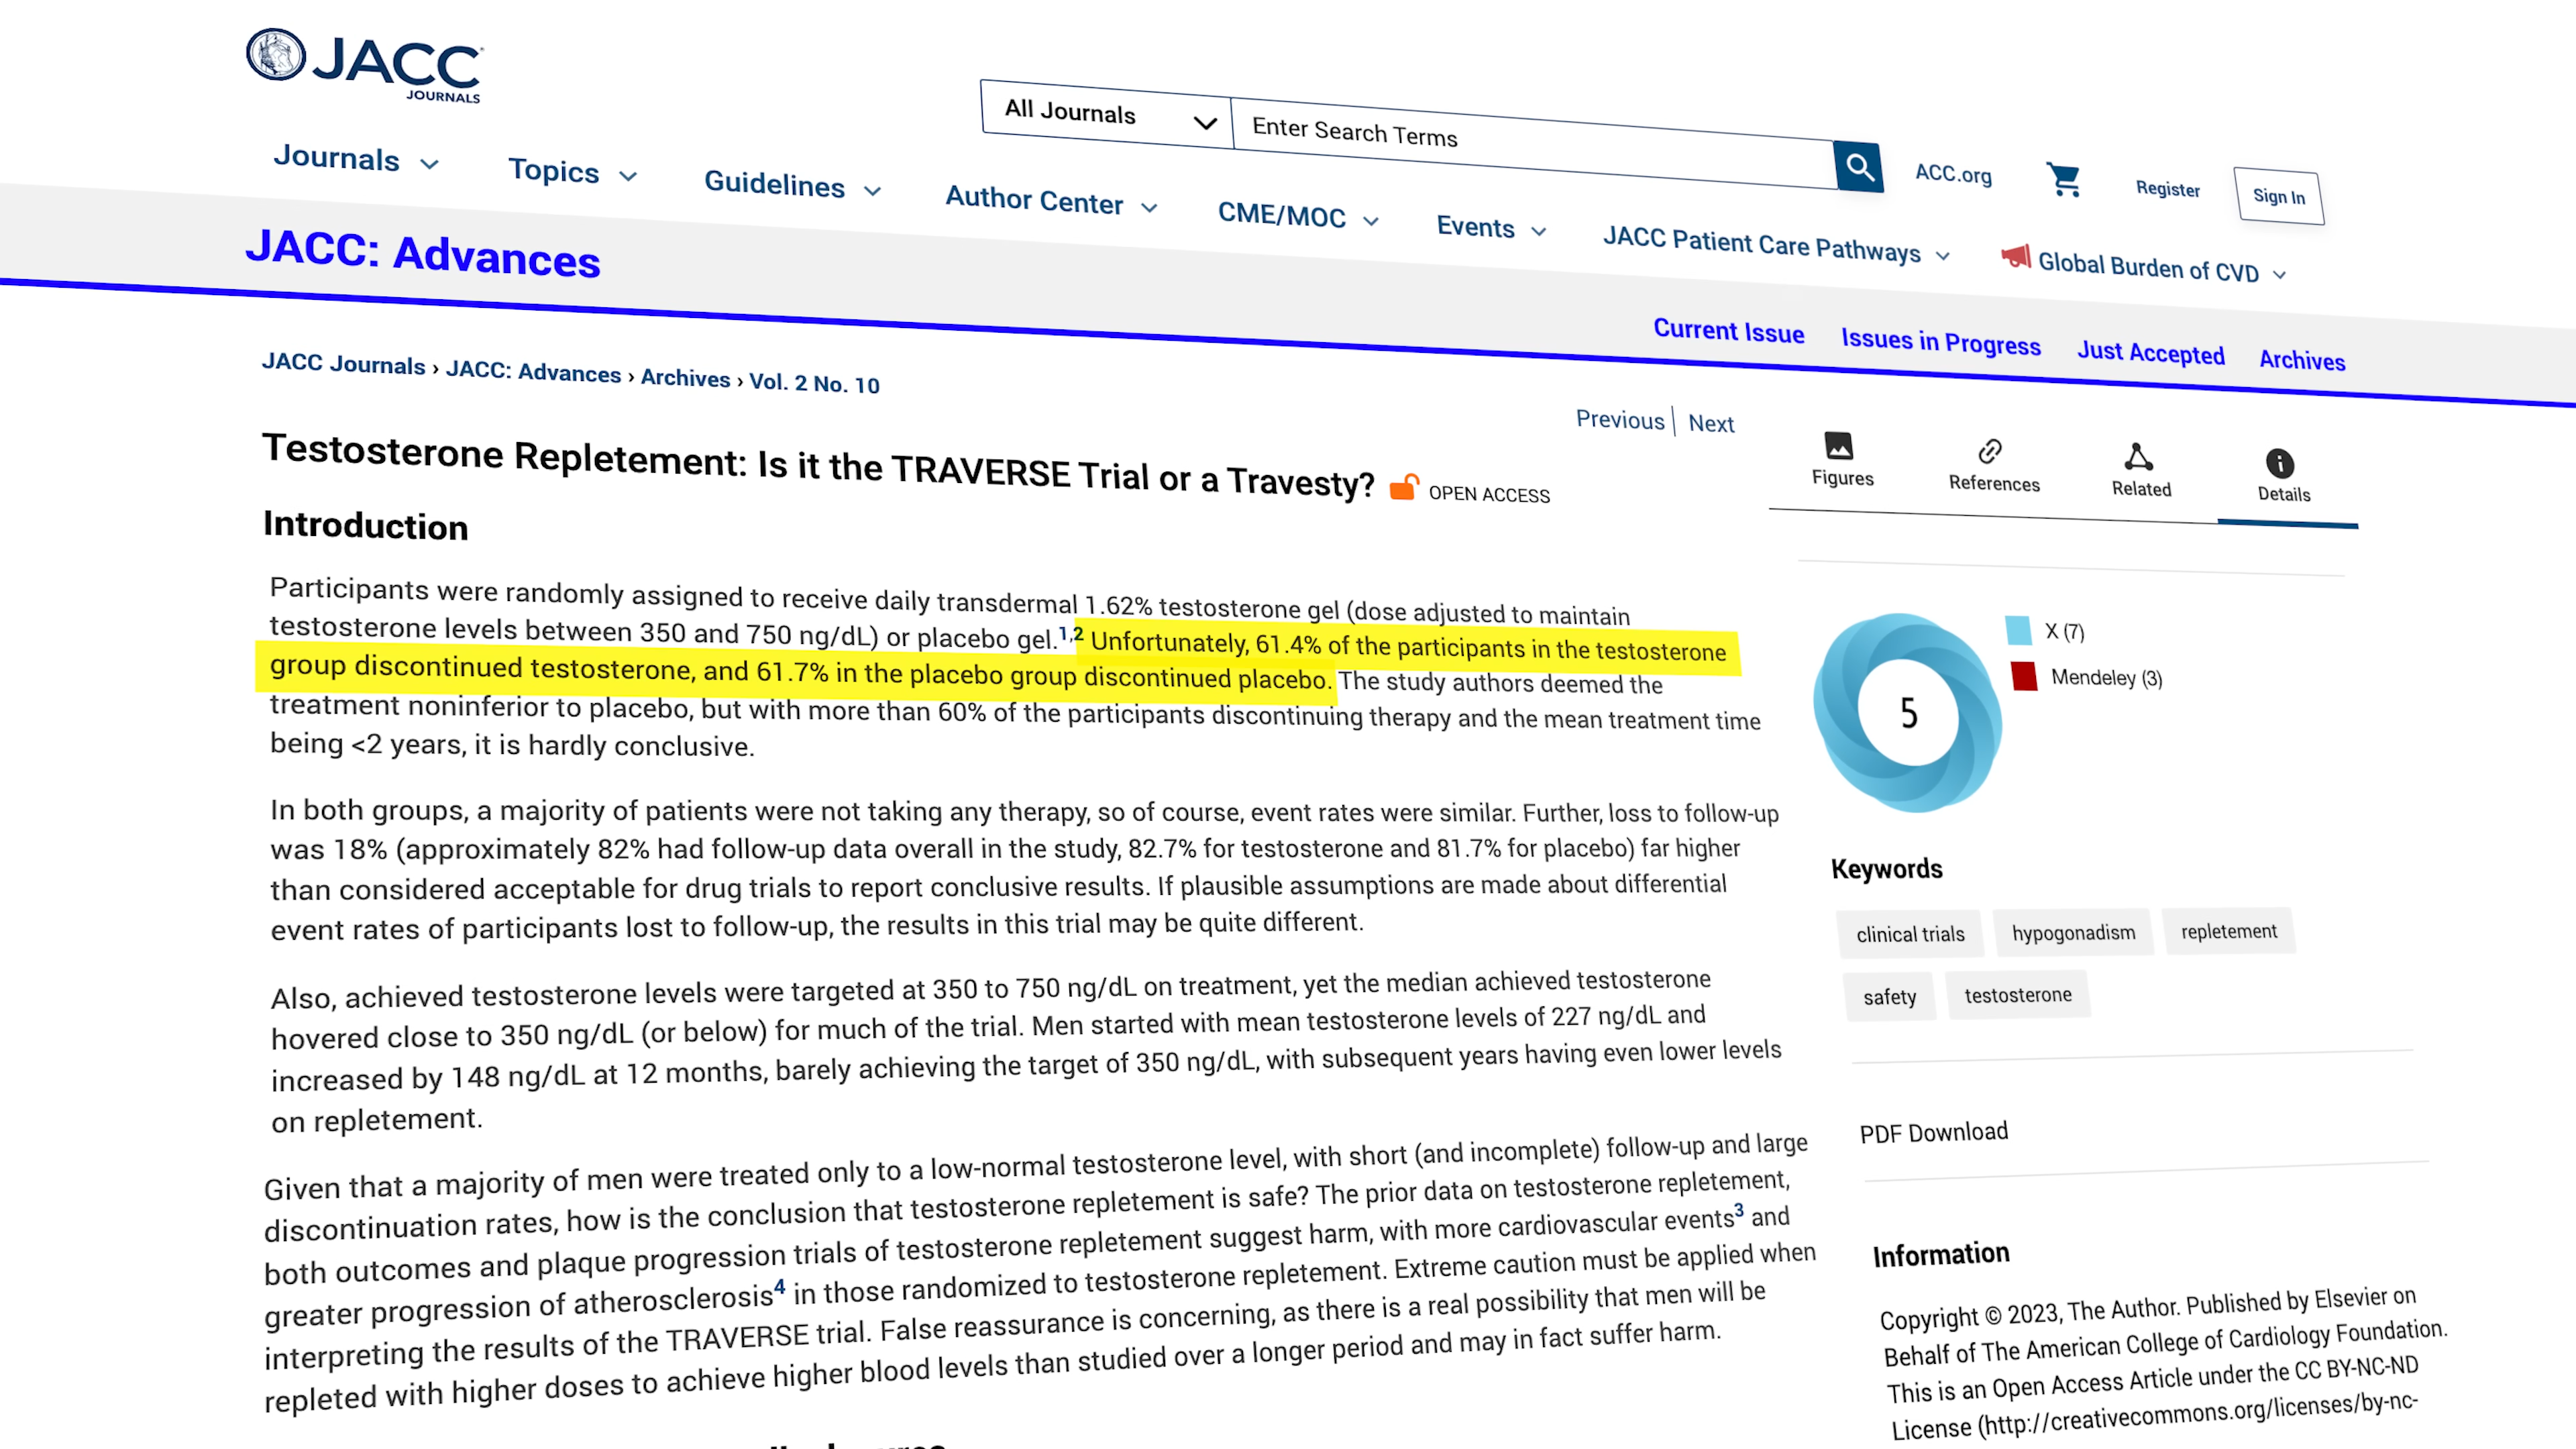 JACC
JOURNALS
All Journals
Enter Search Terms
ACC.org
Register
Sign In
Journals
Topics
Guidelines
Author Center
CME/MOC
Events
JACC Patient Care Pathways
Global Burden of CVD
JACC: Advances
Current Issue
Issues in Progress
Just Accepted
Archives
JACC Journals › JACC: Advances › Archives › Vol. 2 No. 10
Previous | Next
Testosterone Repletement: Is it the TRAVERSE Trial or a Travesty? OPEN ACCESS
Introduction
Participants were randomly assigned to receive daily transdermal 1.62% testosterone gel (dose adjusted to maintain
testosterone levels between 350 and 750 ng/dL) or placebo gel.1,2 Unfortunately, 61.4% of the participants in the testosterone
group discontinued testosterone, and 61.7% in the placebo group discontinued placebo. The study authors deemed the
treatment noninferior to placebo, but with more than 60% of the participants discontinuing therapy and the mean treatment time
being <2 years, it is hardly conclusive.
In both groups, a majority of patients were not taking any therapy, so of course, event rates were similar. Further, loss to follow-up
was 18% (approximately 82% had follow-up data overall in the study, 82.7% for testosterone and 81.7% for placebo) far higher
than considered acceptable for drug trials to report conclusive results. If plausible assumptions are made about differential
event rates of participants lost to follow-up, the results in this trial may be quite different.
Also, achieved testosterone levels were targeted at 350 to 750 ng/dL on treatment, yet the median achieved testosterone
hovered close to 350 ng/dL (or below) for much of the trial. Men started with mean testosterone levels of 227 ng/dL and
increased by 148 ng/dL at 12 months, barely achieving the target of 350 ng/dL, with subsequent years having even lower levels
on repletement.
Given that a majority of men were treated only to a low-normal testosterone level, with short (and incomplete) follow-up and large
discontinuation rates, how is the conclusion that testosterone repletement is safe? The prior data on testosterone repletement,
both outcomes and plaque progression trials of testosterone repletement suggest harm, with more cardiovascular events3 and
greater progression of atherosclerosis4 in those randomized to testosterone repletement. Extreme caution must be applied when
interpreting the results of the TRAVERSE trial. False reassurance is concerning, as there is a real possibility that men will be
repleted with higher doses to achieve higher blood levels than studied over a longer period and may in fact suffer harm.
Figures
References
Related
Details
5
X (7)
Mendeley (3)
Keywords
clinical trials
hypogonadism
repletement
safety
testosterone
PDF Download
Information
Copyright © 2023, The Author. Published by Elsevier on
Behalf of The American College of Cardiology Foundation.
This is an Open Access Article under the CC BY-NC-ND
License (http://creativecommons.org/licenses/by-nc-